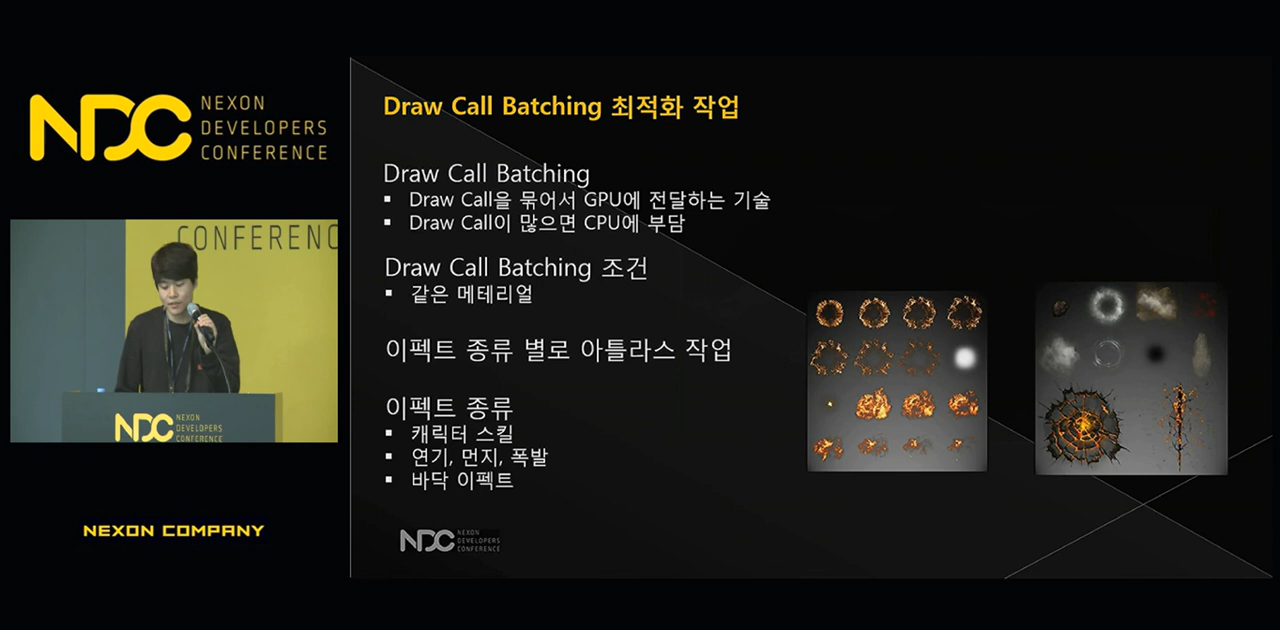 NDC NEXON
DEVELOPERS
CONFERENCE
CONFERENC
NDC NEXON
DEVELOPERS
CONFERENCE
NEXON COMPANY
Draw Call Batching 최적화 작업
Draw Call Batching
▪ Draw Call을 묶어서 GPU에 전달하는 기술
▪ Draw Call이 많으면 CPU에 부담
Draw Call Batching 조건
▪ 같은 메테리얼
이펙트 종류 별로 아틀라스 작업
이펙트 종류
▪ 캐릭터 스킬
▪ 연기, 먼지, 폭발
▪ 바닥 이펙트
NDC NEXON
DEVELOPERS
CONFERENCE